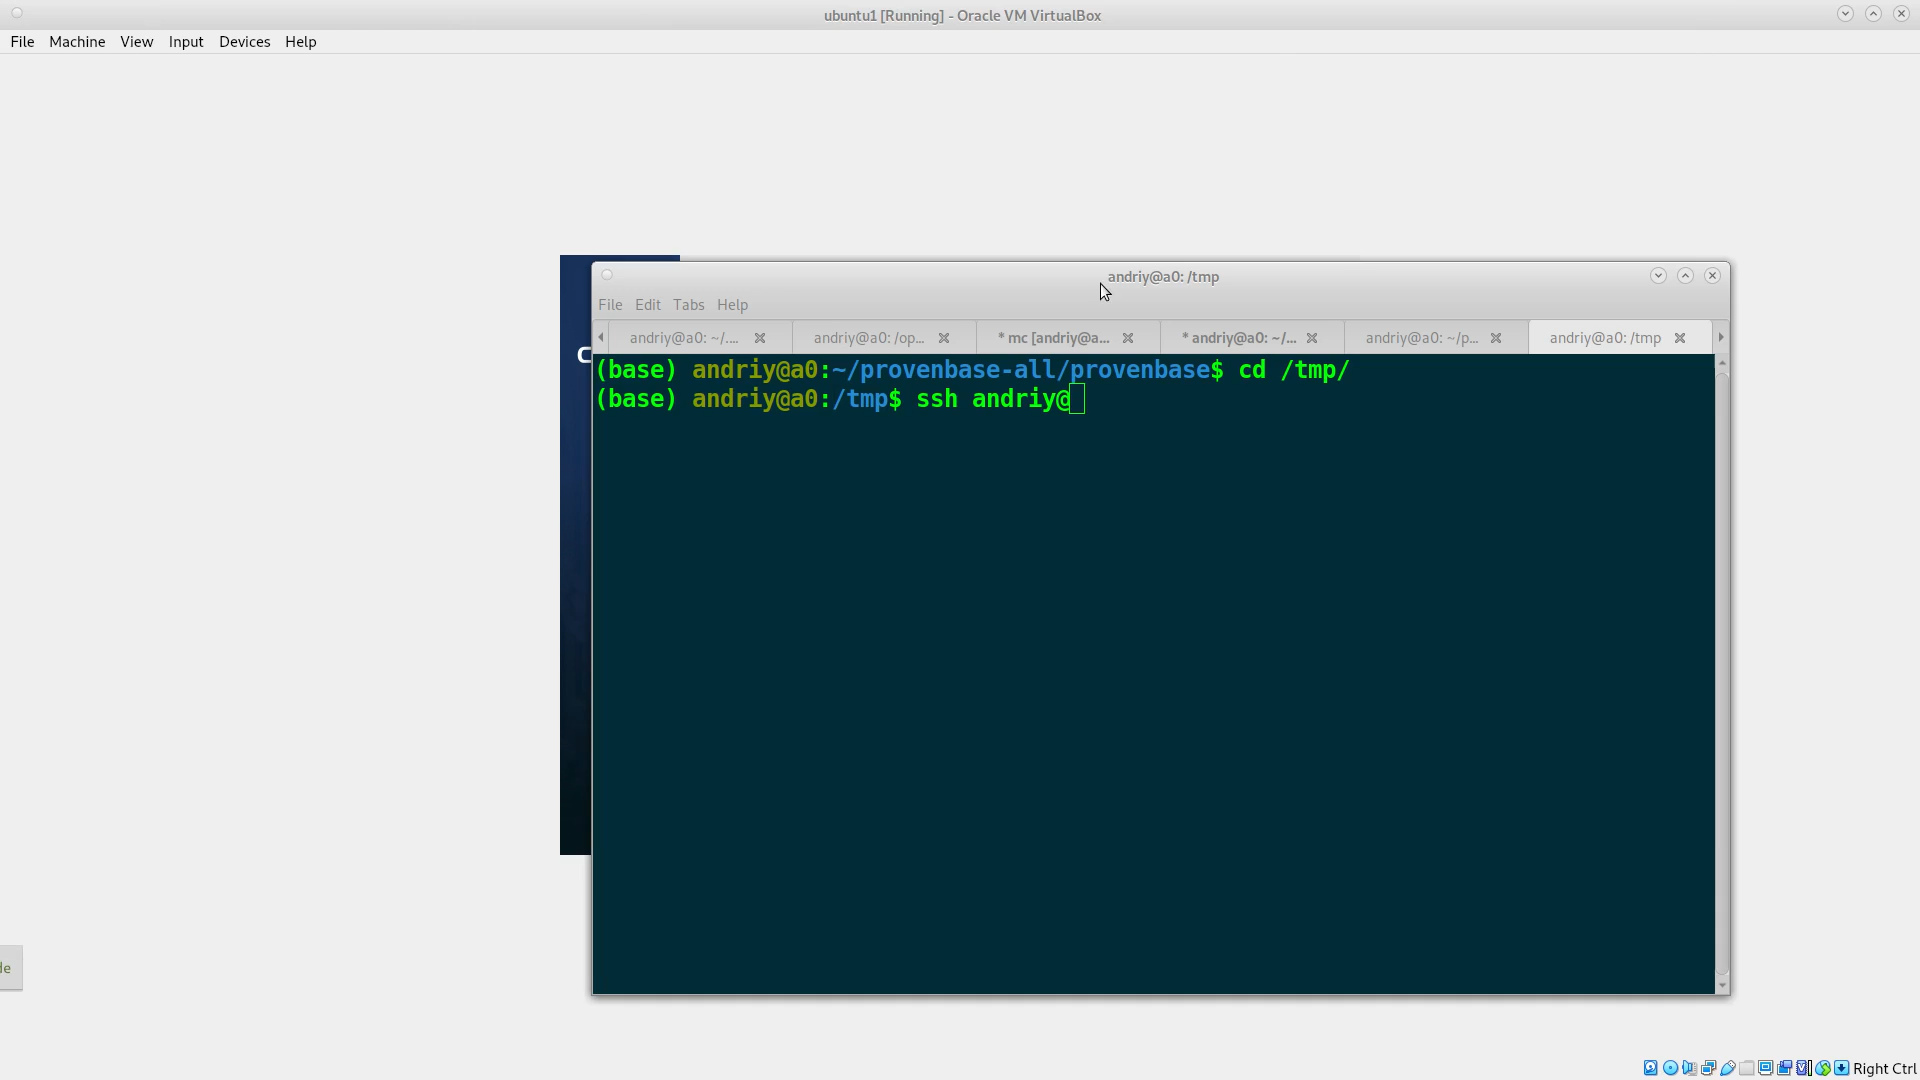 ubuntu1 [Running] - Oracle VM VirtualBox
File Machine View Input Devices Help
andriy@a0: /tmp
File Edit Tabs Help
andriy@a0: ~/.... andriy@a0: /op... * mc [andriy@a... * andriy@a0: ~/... andriy@a0: ~/p... andriy@a0: /tmp
(base) andriy@a0:~/provenbase-all/provenbase$ cd /tmp/
(base) andriy@a0:/tmp$ ssh andriy@
Right Ctrl